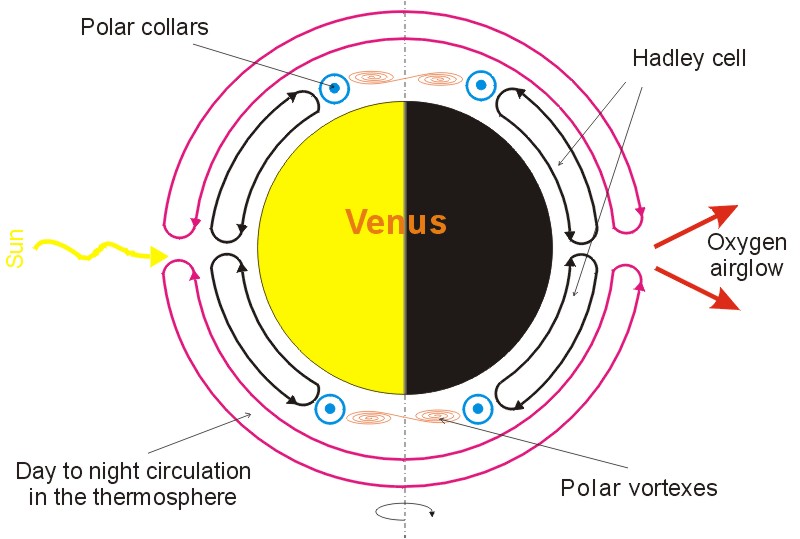 Polar collars
Hadley cell
Venus
Sun
Oxygen
airglow
Day to night circulation
in the thermosphere
Polar vortexes